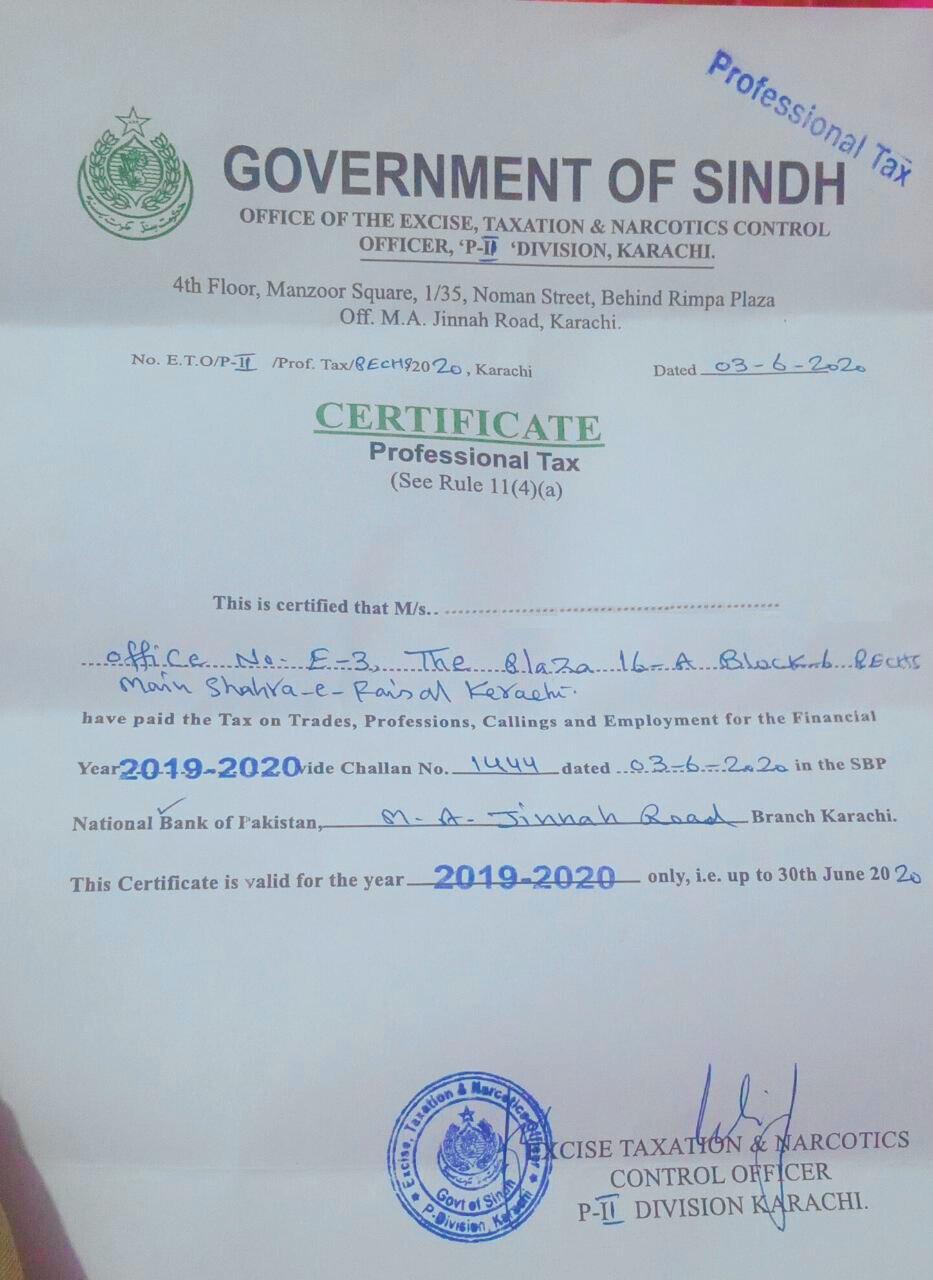 Professional Tax
GOVERNMENT OF SINDH
OFFICE OF THE EXCISE, TAXATION & NARCOTICS CONTROL
OFFICER, ‘P-II ‘DIVISION, KARACHI.
4th Floor, Manzoor Square, 1/35, Noman Street, Behind Rimpa Plaza
Off. M.A. Jinnah Road, Karachi.
No. E.T.O/P-II /Prof. Tax/PECHS2020, Karachi Dated 03-6-2020
CERTIFICATE
Professional Tax
(See Rule 11(4)(a)
This is certified that M/s..
Office No- E-3, The Plaza 16-A Block-6 PECHS
Main Shahra-e-Faisal Karachi.
have paid the Tax on Trades, Professions, Callings and Employment for the Financial
Year 2019-2020 vide Challan No. 1444 dated 03-6-2020 in the SBP
National Bank of Pakistan, M-A-Jinnah Road Branch Karachi.
This Certificate is valid for the year 2019-2020 only, i.e. up to 30th June 2020
Excise, Taxation & Narcotics Officer
Govt of Sindh
P-Division, Karachi
EXCISE TAXATION & NARCOTICS
CONTROL OFFICER
P-II DIVISION KARACHI.